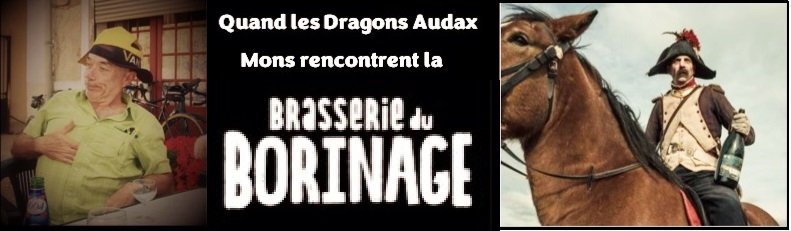 Quand les Dragons Audax
Mons rencontrent la
BRASSERIE DU
BORINAGE